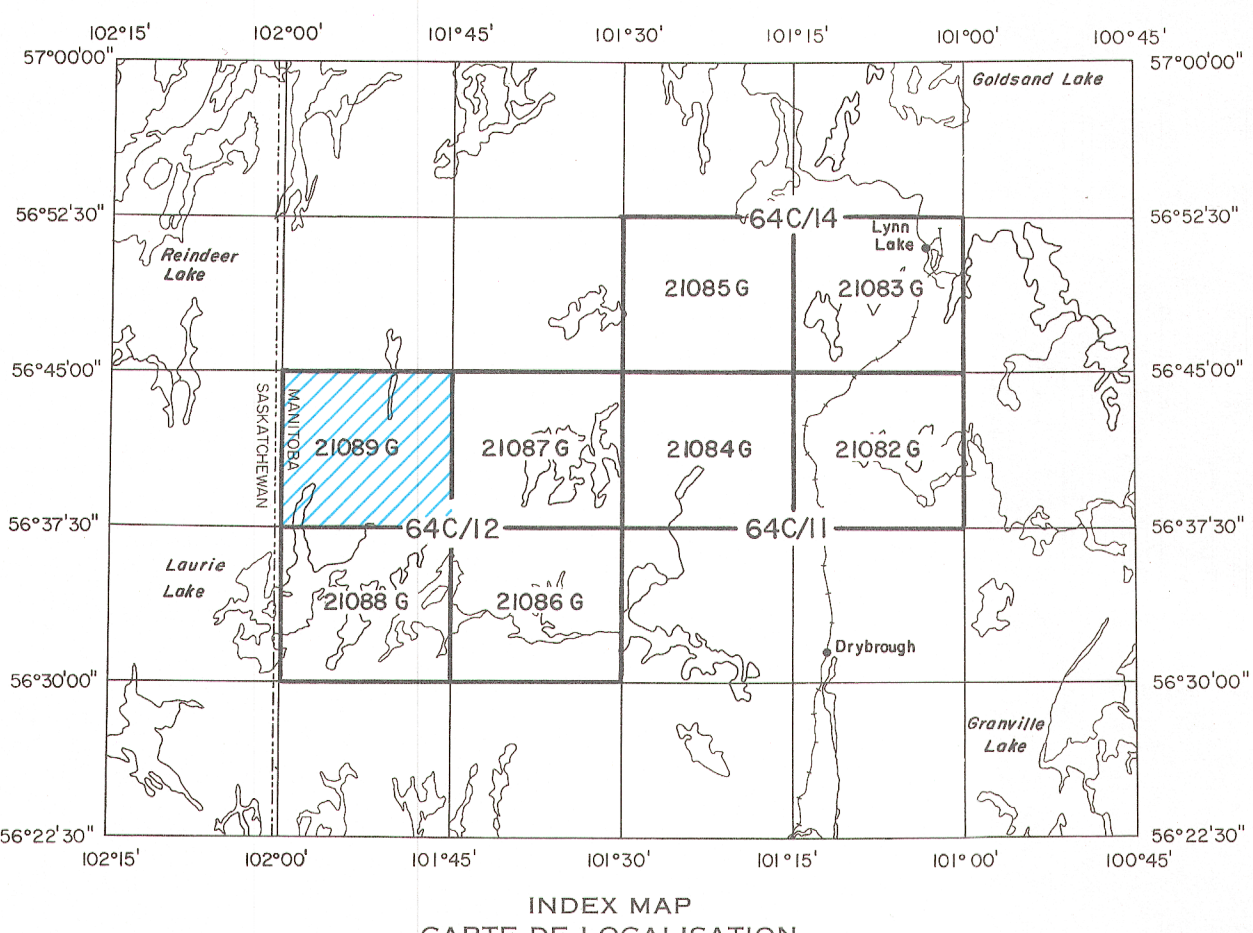 102°15' 102°00' 101°45' 101°30' 101°15' 101°00' 100°45'
57°00'00" 57°00'00"
Goldsand Lake
56°52'30" 64C/14 56°52'30"
Lynn
Lake
Reindeer
Lake
21085 G 21083 G
56°45'00" 56°45'00"
SASKATCHEWAN
MANITOBA
21089 G 21087 G 21084 G 21082 G
56°37'30" 64C/12 64C/11 56°37'30"
Laurie
Lake
21088 G 21086 G
Drybrough
56°30'00" 56°30'00"
Granville
Lake
56°22'30" 56°22'30"
102°15' 102°00' 101°45' 101°30' 101°15' 101°00' 100°45'
INDEX MAP
CARTE DE LOCALISATION